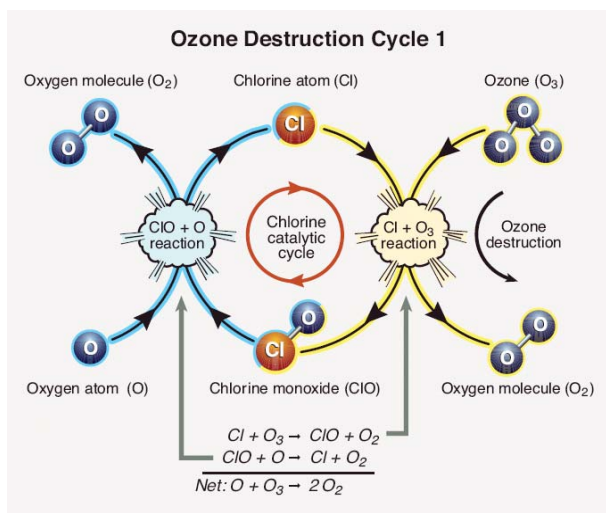 Ozone Destruction Cycle 1
Oxygen molecule (O₂)
Chlorine atom (Cl)
Ozone (O₃)
O
O
Cl
O
O
O
ClO + O
reaction
Chlorine
catalytic
cycle
Cl + O₃
reaction
Ozone
destruction
O
Cl
O
O
O
Oxygen atom (O)
Chlorine monoxide (ClO)
Oxygen molecule (O₂)
Cl + O₃ → ClO + O₂
ClO + O → Cl + O₂
Net: O + O₃ → 2 O₂